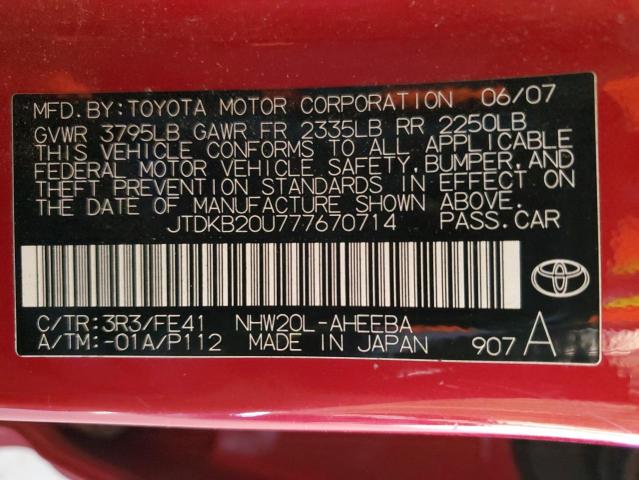 MFD.BY:TOYOTA MOTOR CORPORATION 06/07
GVWR 3795LB GAWR FR 2335LB RR 2250LB
THIS VEHICLE CONFORMS TO ALL APPLICABLE
FEDERAL MOTOR VEHICLE SAFETY,BUMPER,AND
THEFT PREVENTION STANDARDS IN EFFECT ON
THE DATE OF MANUFACTURE SHOWN ABOVE.
JTDKB20U777670714 PASS.CAR
C/TR:3R3/FE41 NHW20L-AHEEBA
A/TM:-01A/P112 MADE IN JAPAN 907 A